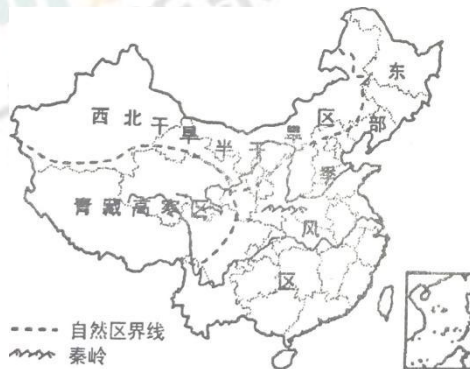 西北干旱半干旱区
东部季风区
青藏高寒区
自然区界线
秦岭